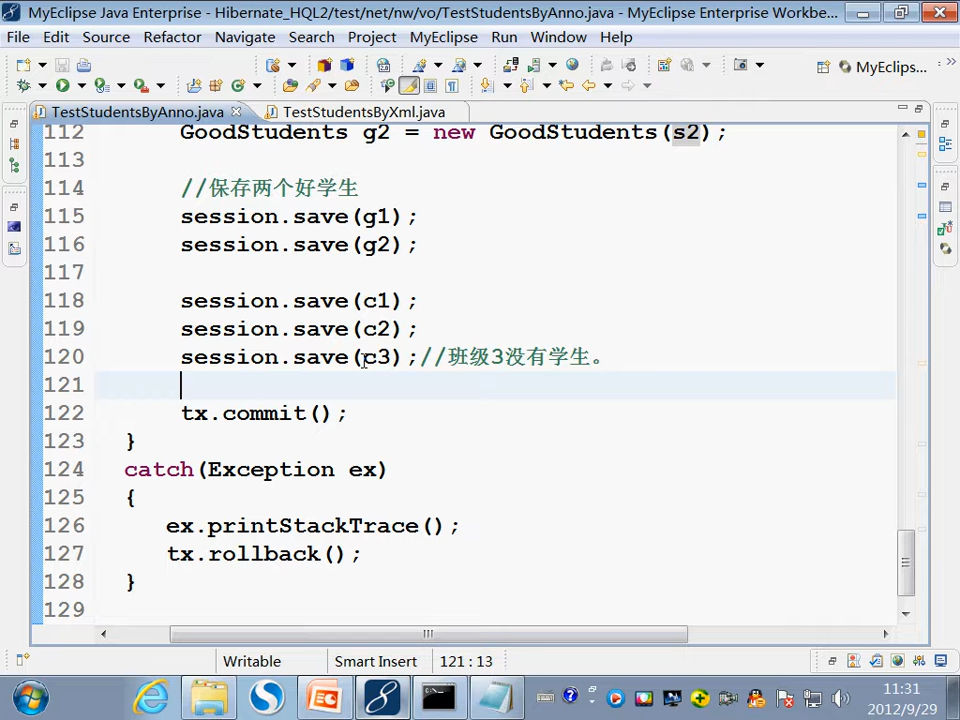 MyEclipse Java Enterprise - Hibernate_HQL2/test/net/nw/vo/TestStudentsByAnno.java - MyEclipse Enterprise Workbe...
File Edit Source Refactor Navigate Search Project MyEclipse Run Window Help
MyEclips...
TestStudentsByAnno.java TestStudentsByXml.java
112 GoodStudents g2 = new GoodStudents(s2);
113
114 //保存两个好学生
115 session.save(g1);
116 session.save(g2);
117
118 session.save(c1);
119 session.save(c2);
120 session.save(c3);//班级3没有学生。
121
122 tx.commit();
123 }
124 catch(Exception ex)
125 {
126 ex.printStackTrace();
127 tx.rollback();
128 }
129
Writable Smart Insert 121 : 13
11:31
2012/9/29